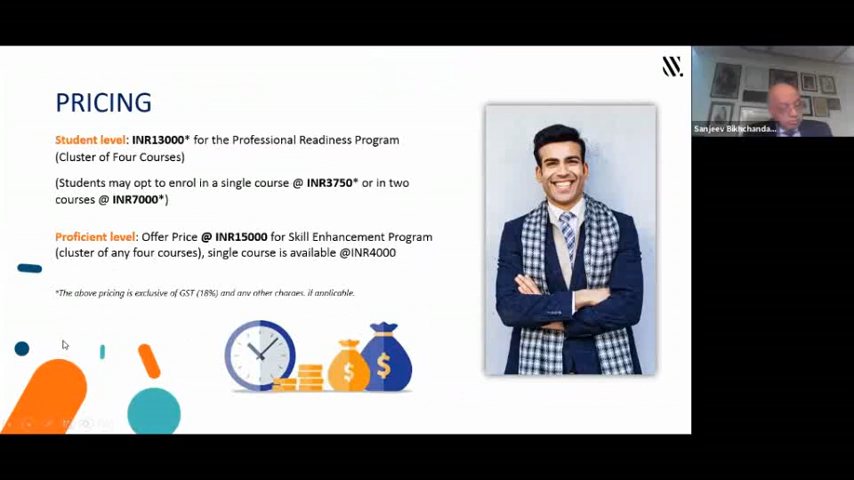 PRICING
Student level: INR13000* for the Professional Readiness Program
(Cluster of Four Courses)
(Students may opt to enrol in a single course @ INR3750* or in two
courses @ INR7000*)
Proficient level: Offer Price @ INR15000 for Skill Enhancement Program
(cluster of any four courses), single course is available @INR4000
*The above pricing is exclusive of GST (18%) and any other charges, if applicable.
$
$
Sanjeev Bikhchanda...